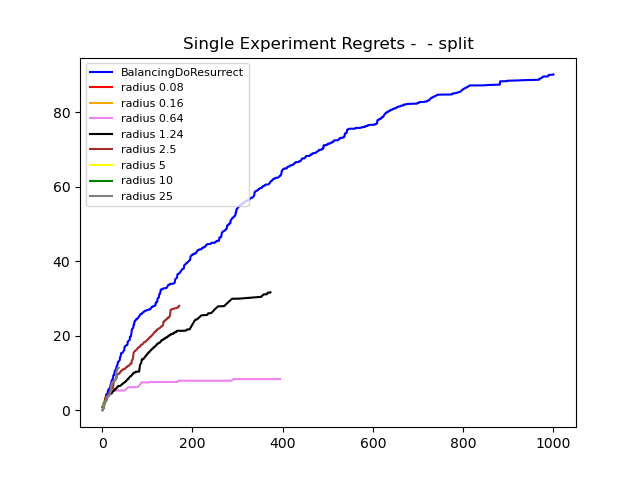 Single Experiment Regrets -  - split
BalancingDoResurrect
radius 0.08
radius 0.16
radius 0.64
radius 1.24
radius 2.5
radius 5
radius 10
radius 25
80
60
40
20
0
0 200 400 600 800 1000